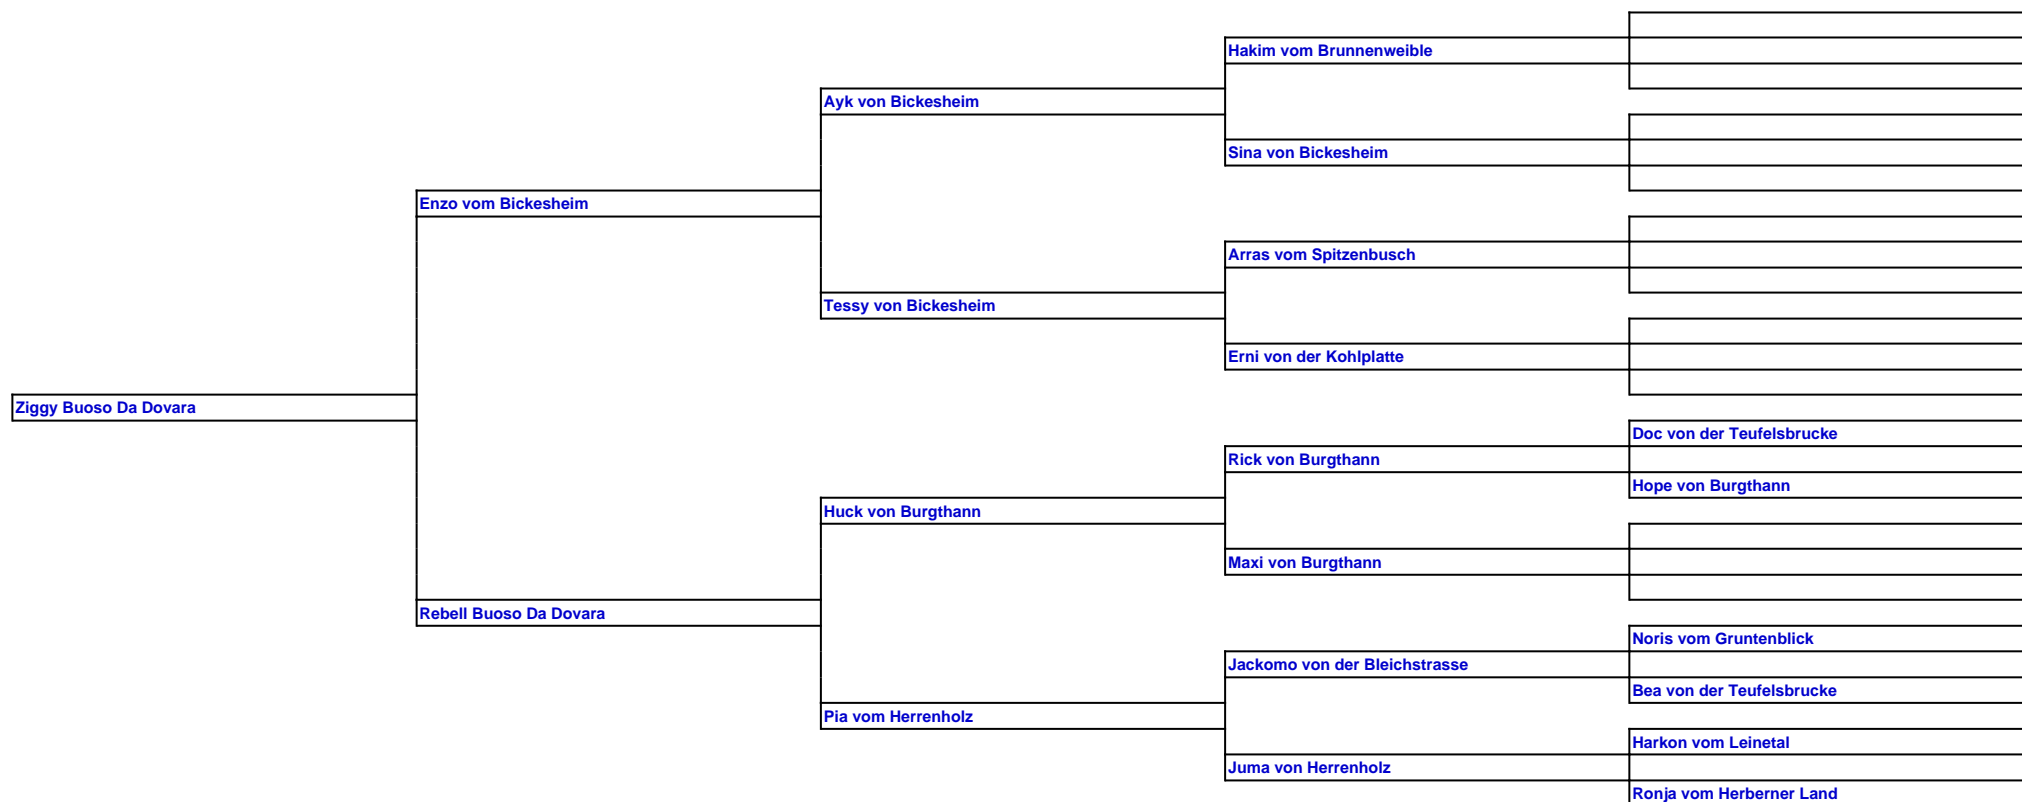 Hakim vom Brunnenweible
Ayk von Bickesheim
Sina von Bickesheim
Enzo vom Bickesheim
Arras vom Spitzenbusch
Tessy von Bickesheim
Erni von der Kohlplatte
Ziggy Buoso Da Dovara
Doc von der Teufelsbrucke
Rick von Burgthann
Hope von Burgthann
Huck von Burgthann
Maxi von Burgthann
Rebell Buoso Da Dovara
Noris vom Gruntenblick
Jackomo von der Bleichstrasse
Bea von der Teufelsbrucke
Pia vom Herrenholz
Harkon vom Leinetal
Juma von Herrenholz
Ronja vom Herberner Land